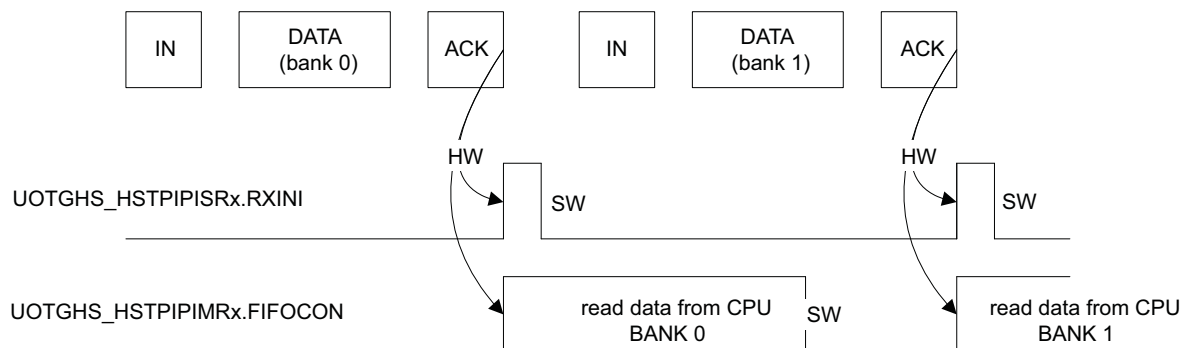 IN
DATA
(bank 0)
ACK
IN
DATA
(bank 1)
ACK
HW
HW
UOTGHS_HSTPIPISRx.RXINI
SW
SW
UOTGHS_HSTPIPIMRx.FIFOCON
read data from CPU
BANK 0
SW
read data from CPU
BANK 1